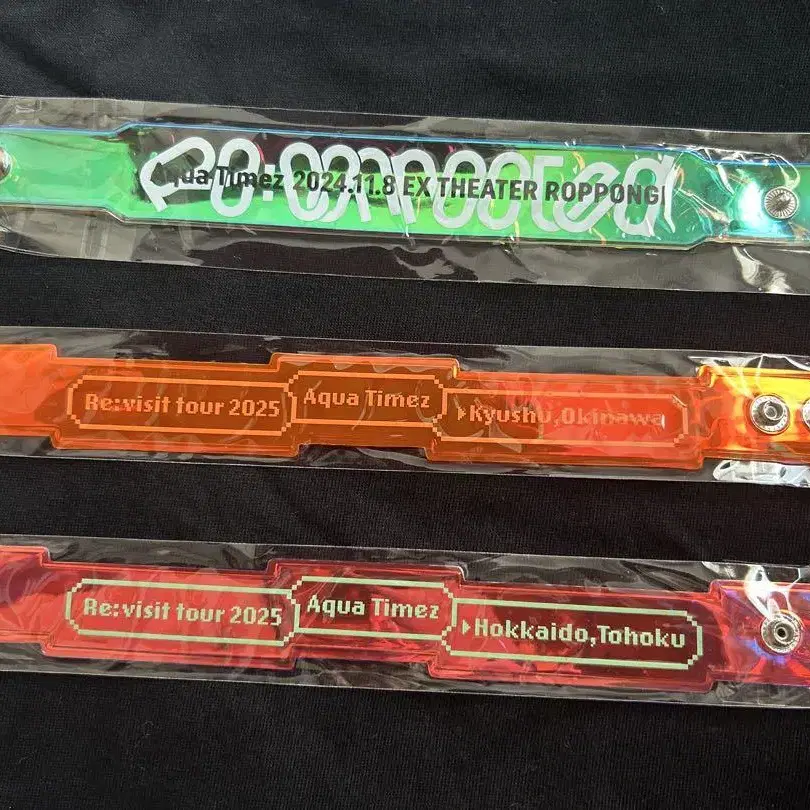 Re:connected
Aqua Timez 2024.11.8 EX THEATER ROPPONGI
Re:visit tour 2025 Aqua Timez ▸Kyushu,Okinawa
Re:visit tour 2025 Aqua Timez ▸Hokkaido,Tohoku